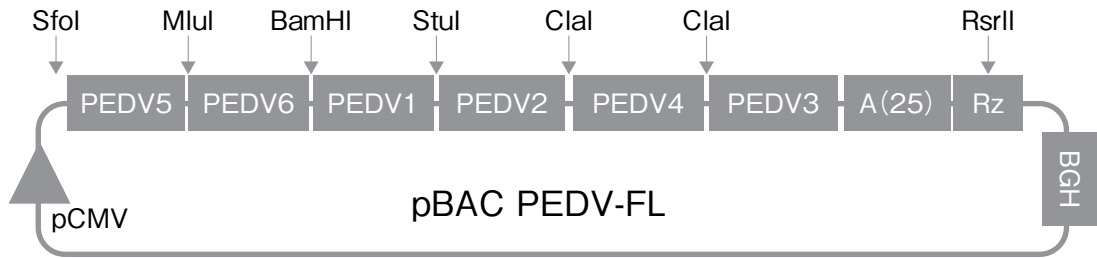 SfoI MluI BamHI StuI ClaI ClaI RsrII
PEDV5 PEDV6 PEDV1 PEDV2 PEDV4 PEDV3 A(25) Rz
BGH
pCMV
pBAC PEDV-FL